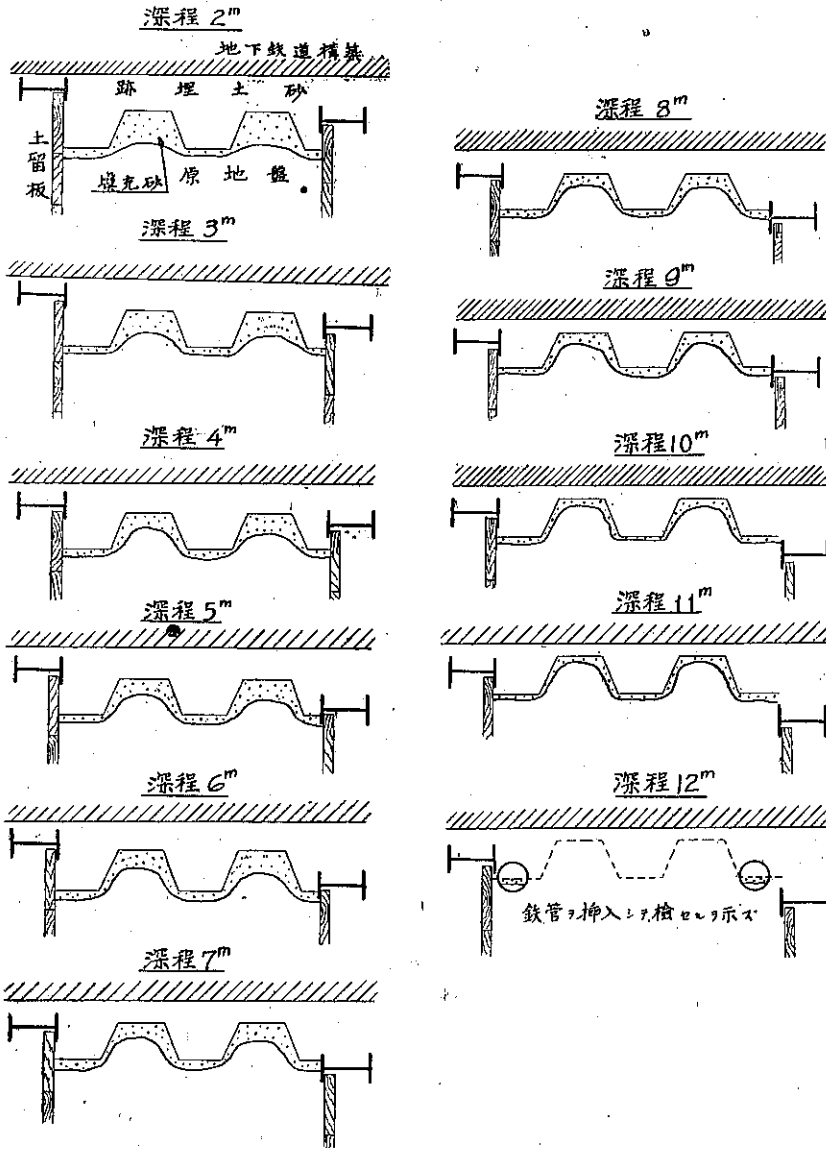 深程 2m
地下鉄道構築
跡埋土砂
土留板
塡充砂
原地盤
深程 3m
深程 4m
深程 5m
深程 6m
深程 7m
深程 8m
深程 9m
深程 10m
深程 11m
深程 12m
鉄管ヲ挿入シテ検セルヲ示ス